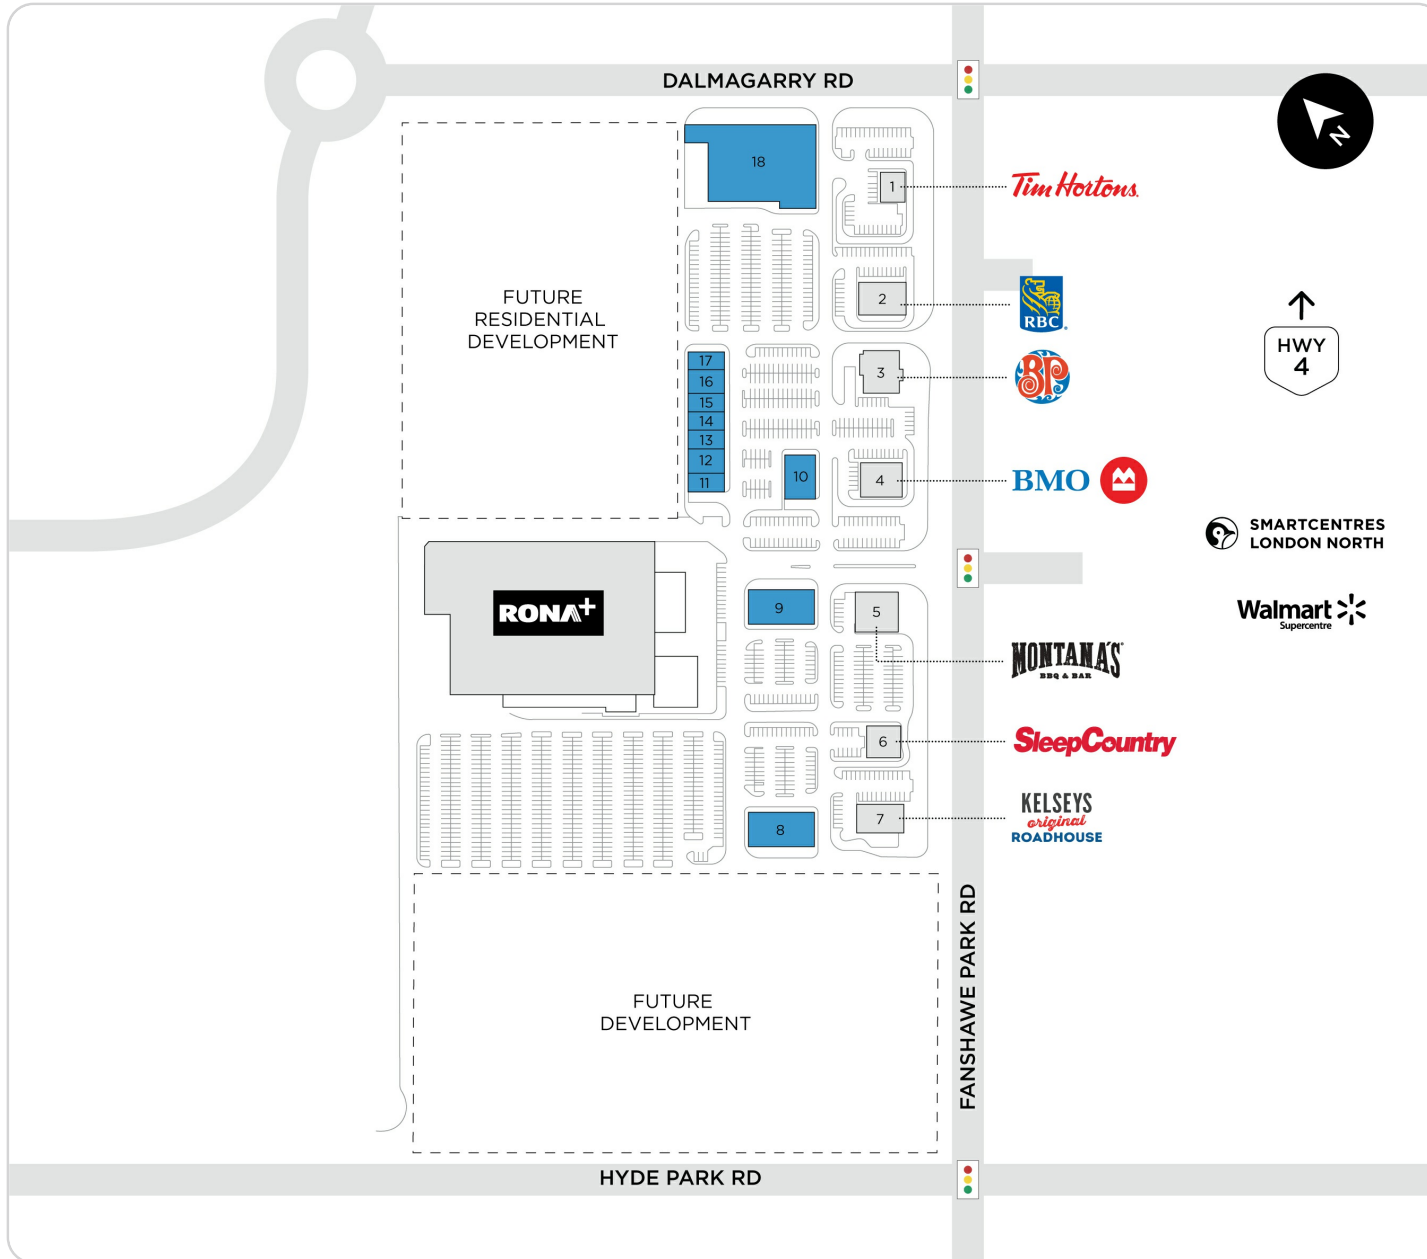 DALMAGARRY RD
N
18
1
Tim Hortons.
2
RBC
FUTURE
RESIDENTIAL
DEVELOPMENT
HWY
4
17
16
15
14
13
12
11
3
BP
10
4
BMO
SMARTCENTRES
LONDON NORTH
RONA+
9
5
Walmart
Supercentre
MONTANA'S
BBQ & BAR
6
SleepCountry
8
7
KELSEYS
original
ROADHOUSE
FANSHAWE PARK RD
FUTURE
DEVELOPMENT
HYDE PARK RD